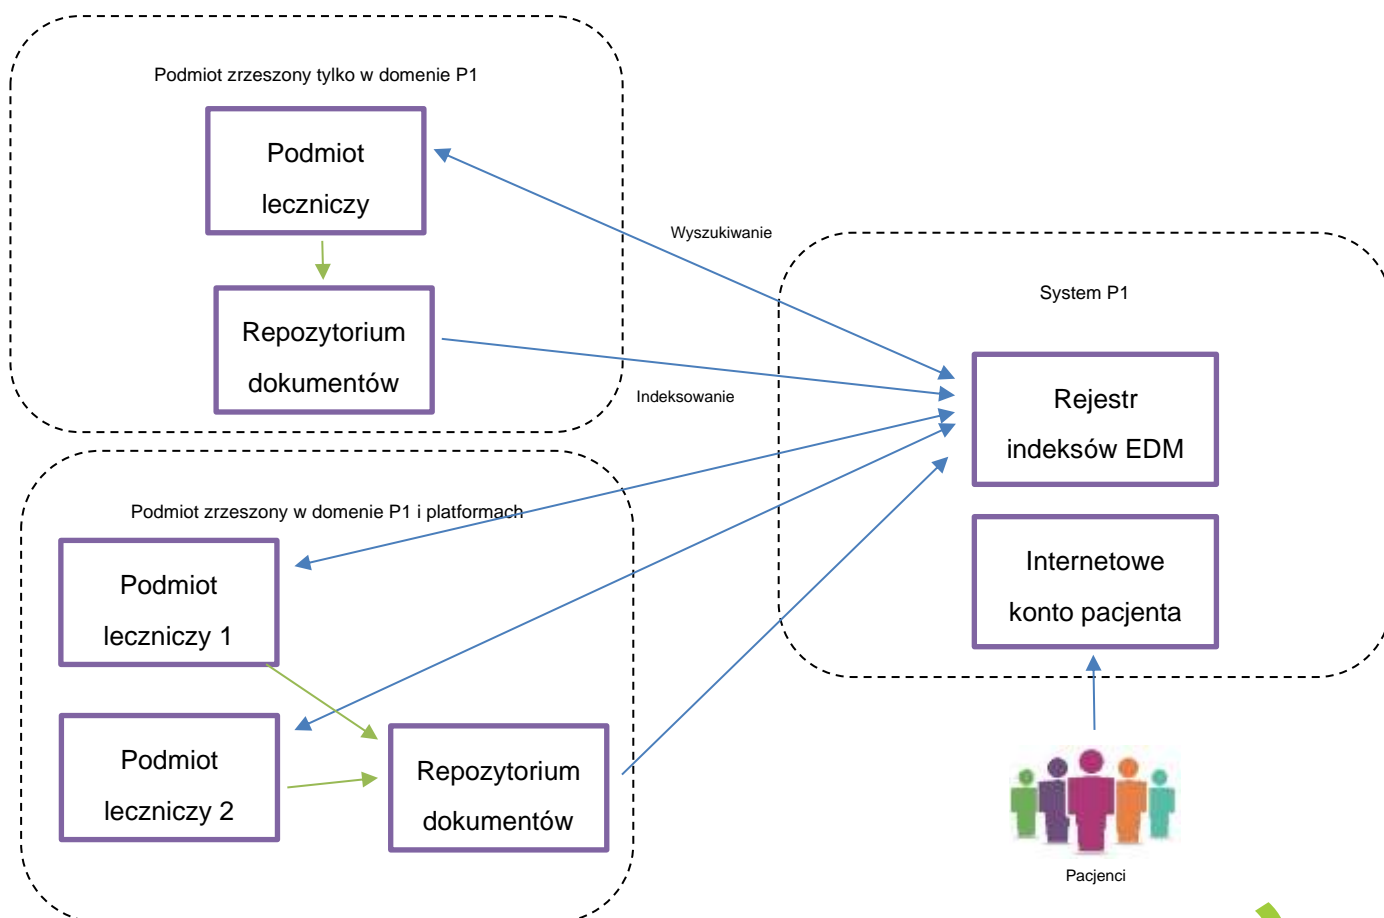 Podmiot zrzeszony tylko w domenie P1
Podmiot
leczniczy
Repozytorium
dokumentów
Wyszukiwanie
Indeksowanie
System P1
Rejestr
indeksów EDM
Internetowe
konto pacjenta
Podmiot zrzeszony w domenie P1 i platformach
Podmiot
leczniczy 1
Podmiot
leczniczy 2
Repozytorium
dokumentów
Pacjenci